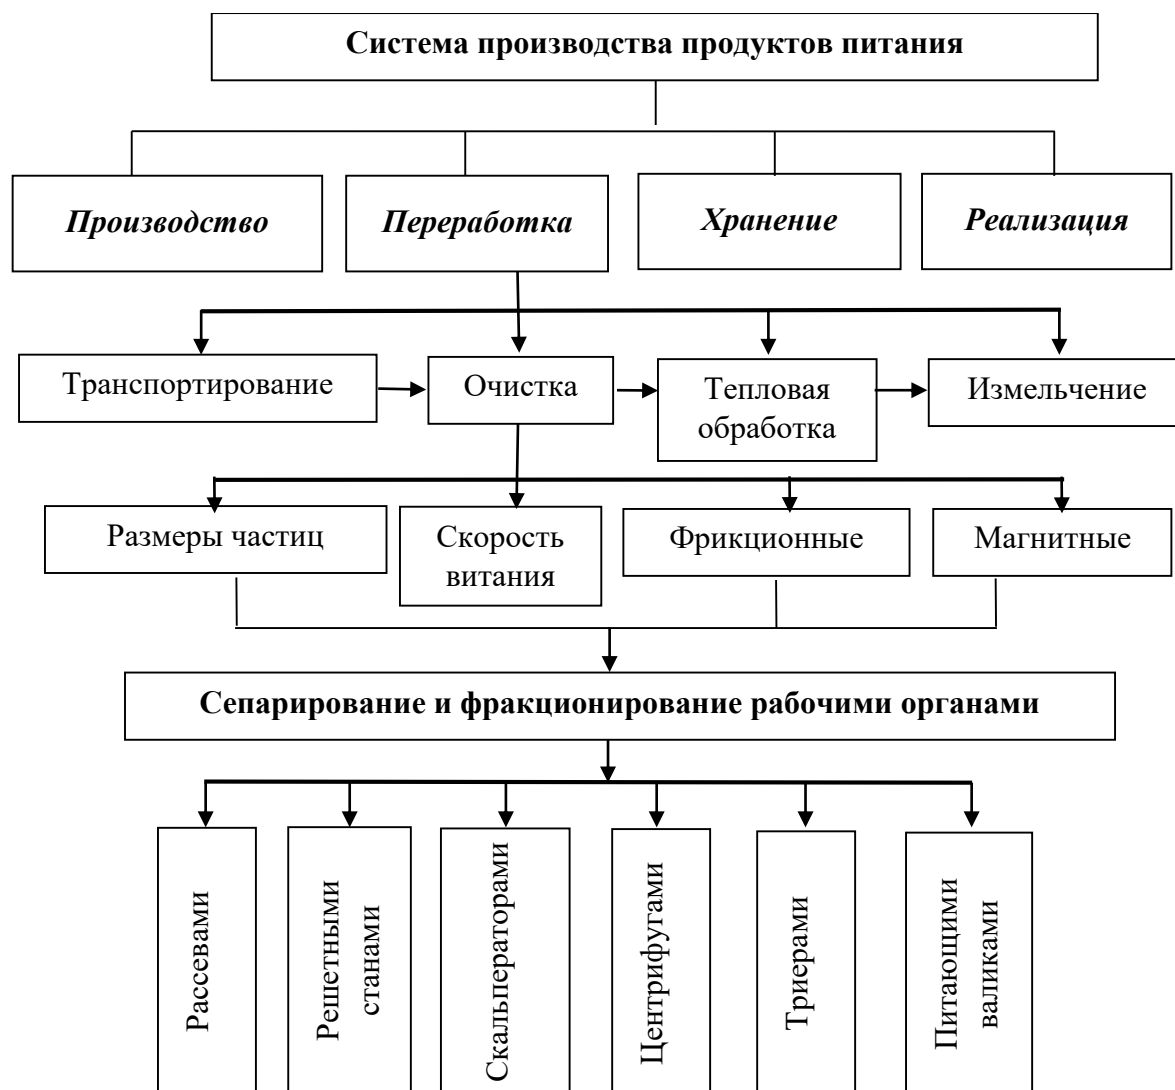 Система производства продуктов питания
Производство
Переработка
Хранение
Реализация
Транспортирование
Очистка
Тепловая
обработка
Измельчение
Размеры частиц
Скорость
витания
Фрикционные
Магнитные
Сепарирование и фракционирование рабочими органами
Рассевами
Решетными
станами
Скальператорами
Центрифугами
Триерами
Питающими
валиками